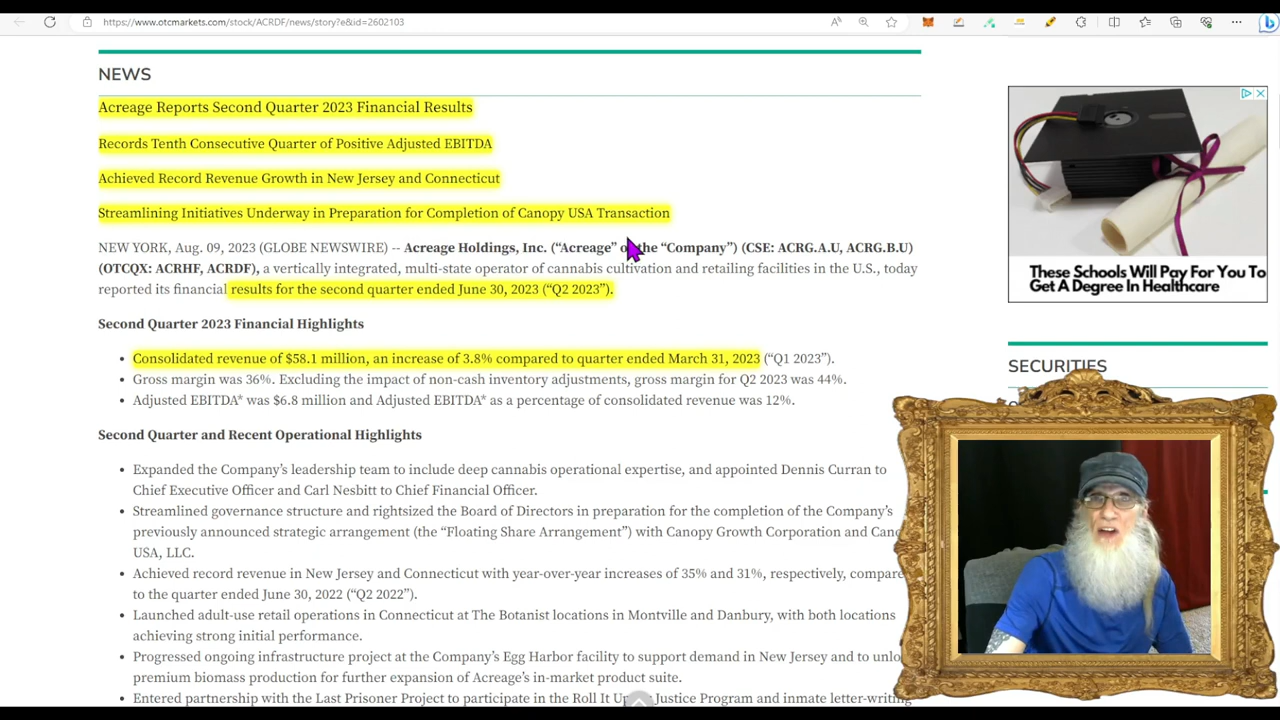 https://www.otcmarkets.com/stock/ACRDF/news/story?e&id=2602103
NEWS
Acreage Reports Second Quarter 2023 Financial Results
Records Tenth Consecutive Quarter of Positive Adjusted EBITDA
Achieved Record Revenue Growth in New Jersey and Connecticut
Streamlining Initiatives Underway in Preparation for Completion of Canopy USA Transaction
NEW YORK, Aug. 09, 2023 (GLOBE NEWSWIRE) -- Acreage Holdings, Inc. (“Acreage” o the “Company”) (CSE: ACRG.A.U, ACRG.B.U)
(OTCQX: ACRHF, ACRDF), a vertically integrated, multi-state operator of cannabis cultivation and retailing facilities in the U.S., today
reported its financial results for the second quarter ended June 30, 2023 (“Q2 2023”).
Second Quarter 2023 Financial Highlights
• Consolidated revenue of $58.1 million, an increase of 3.8% compared to quarter ended March 31, 2023 (“Q1 2023”).
• Gross margin was 36%. Excluding the impact of non-cash inventory adjustments, gross margin for Q2 2023 was 44%.
• Adjusted EBITDA* was $6.8 million and Adjusted EBITDA* as a percentage of consolidated revenue was 12%.
Second Quarter and Recent Operational Highlights
• Expanded the Company’s leadership team to include deep cannabis operational expertise, and appointed Dennis Curran to
Chief Executive Officer and Carl Nesbitt to Chief Financial Officer.
• Streamlined governance structure and rightsized the Board of Directors in preparation for the completion of the Company’s
previously announced strategic arrangement (the “Floating Share Arrangement”) with Canopy Growth Corporation and Cano
USA, LLC.
• Achieved record revenue in New Jersey and Connecticut with year-over-year increases of 35% and 31%, respectively, compare
to the quarter ended June 30, 2022 (“Q2 2022”).
• Launched adult-use retail operations in Connecticut at The Botanist locations in Montville and Danbury, with both locations
achieving strong initial performance.
• Progressed ongoing infrastructure project at the Company’s Egg Harbor facility to support demand in New Jersey and to unlo
premium biomass production for further expansion of Acreage’s in-market product suite.
• Entered partnership with the Last Prisoner Project to participate in the Roll It Up Justice Program and inmate letter-writing
These Schools Will Pay For You To
Get A Degree In Healthcare
SECURITIES